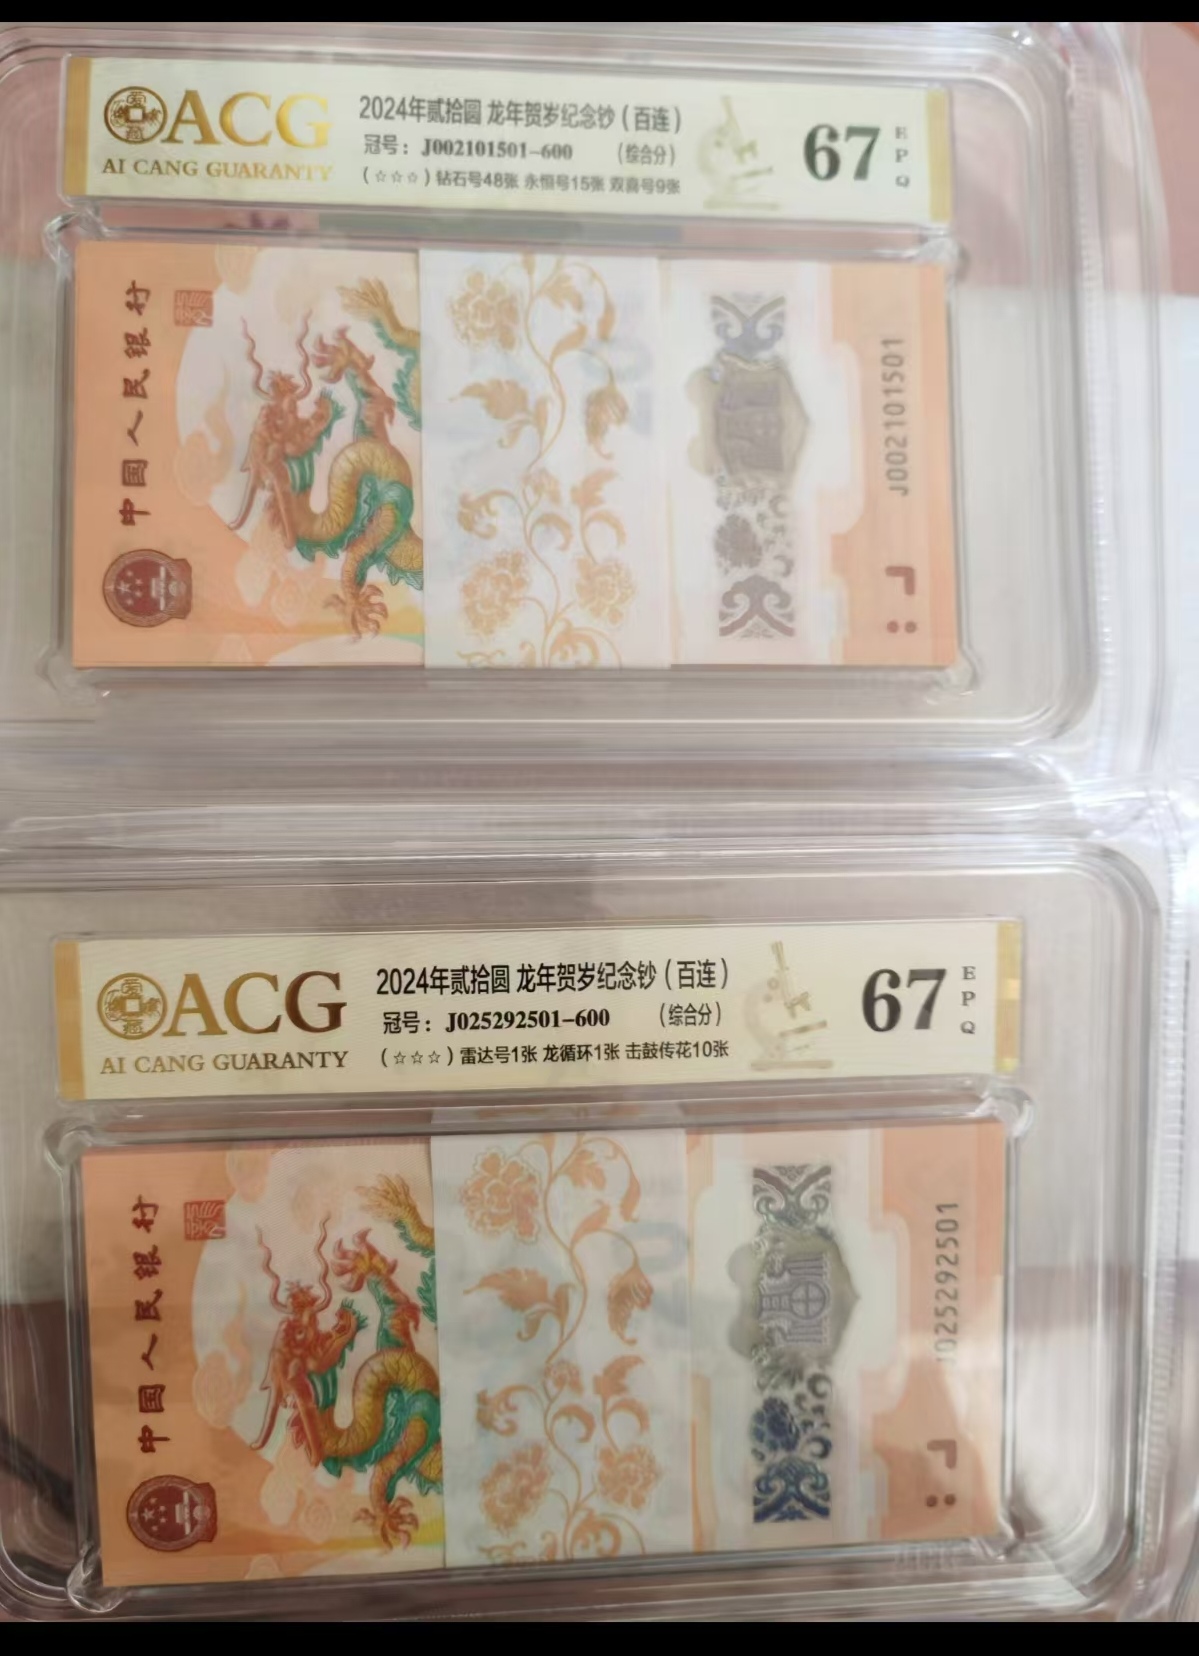 ACG
AI CANG GUARANTY
2024年贰拾圆 龙年贺岁纪念钞（百连）
冠号：J002101501-600 （综合分）
（☆☆☆）钻石号48张 永恒号15张 双喜号9张
67
EPQ
中国人民银行
J002101501
ACG
AI CANG GUARANTY
2024年贰拾圆 龙年贺岁纪念钞（百连）
冠号：J025292501-600 （综合分）
（☆☆☆）雷达号1张 龙循环1张 击鼓传花10张
67
EPQ
中国人民银行
J025292501